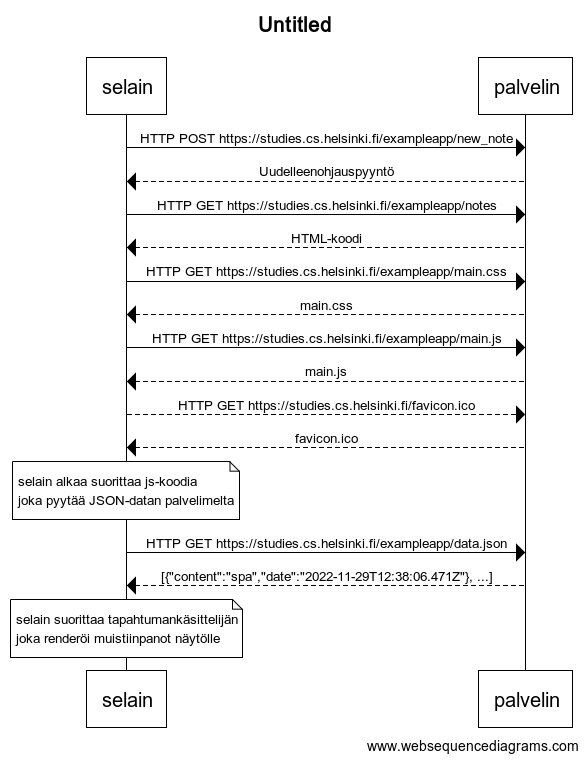 Untitled
selain
palvelin
HTTP POST https://studies.cs.helsinki.fi/exampleapp/new_note
Uudelleenohjauspyyntö
HTTP GET https://studies.cs.helsinki.fi/exampleapp/notes
HTML-koodi
HTTP GET https://studies.cs.helsinki.fi/exampleapp/main.css
main.css
HTTP GET https://studies.cs.helsinki.fi/exampleapp/main.js
main.js
HTTP GET https://studies.cs.helsinki.fi/favicon.ico
favicon.ico
selain alkaa suorittaa js-koodia
joka pyytää JSON-datan palvelimelta
HTTP GET https://studies.cs.helsinki.fi/exampleapp/data.json
[{"content":"spa","date":"2022-11-29T12:38:06.471Z"}, ...]
selain suorittaa tapahtumankäsittelijän
joka renderöi muistiinpanot näytölle
selain
palvelin
www.websequencediagrams.com